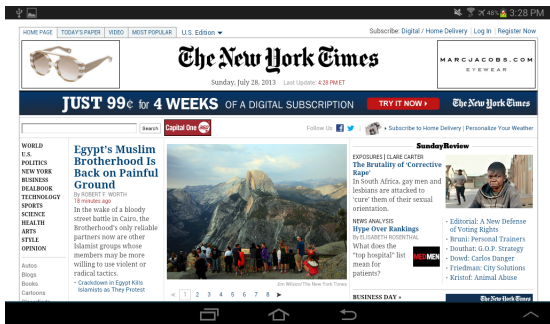 48% 3:28 PM
HOME PAGE TODAY'S PAPER VIDEO MOST POPULAR U.S. Edition
Subscribe: Digital / Home Delivery Log In Register Now
The New York Times
Sunday, July 28, 2013 Last Update: 4:28 PM ET
MARCJACOBS.COM
EYEWEAR
JUST 99¢ for 4 WEEKS OF A DIGITAL SUBSCRIPTION TRY IT NOW The New York Times
Search Capital One Follow Us Subscribe to Home Delivery | Personalize Your Weather
WORLD
U.S.
POLITICS
NEW YORK
BUSINESS
DEALBOOK
TECHNOLOGY
SPORTS
SCIENCE
HEALTH
ARTS
STYLE
OPINION
Autos
Blogs
Books
Cartoons
Egypt's Muslim
Brotherhood Is
Back on Painful
Ground
By ROBERT F. WORTH
18 minutes ago
In the wake of a bloody
street battle in Cairo, the
Brotherhood's only reliable
partners now are other
Islamist groups whose
members may be more
willing to use violent or
radical tactics.
• Crackdown in Egypt Kills
Islamists as They Protest
Jim Wilson/The New York Times
1 2 3 4 5 6 7 8
SundayReview
EXPOSURES | CLARE CARTER
The Brutality of 'Corrective
Rape'
In South Africa, gay men and
lesbians are attacked to
'cure' them of their sexual
orientation.
NEWS ANALYSIS
Hype Over Rankings
By ELISABETH ROSENTHAL
What does the
"top hospital" list
mean for
patients?
MEDMEN
• Editorial: A New Defense
of Voting Rights
• Bruni: Personal Trainers
• Douthat: G.O.P. Strategy
• Dowd: Carlos Danger
• Friedman: City Solutions
• Kristof: Animal Abuse
BUSINESS DAY »
The New York Times